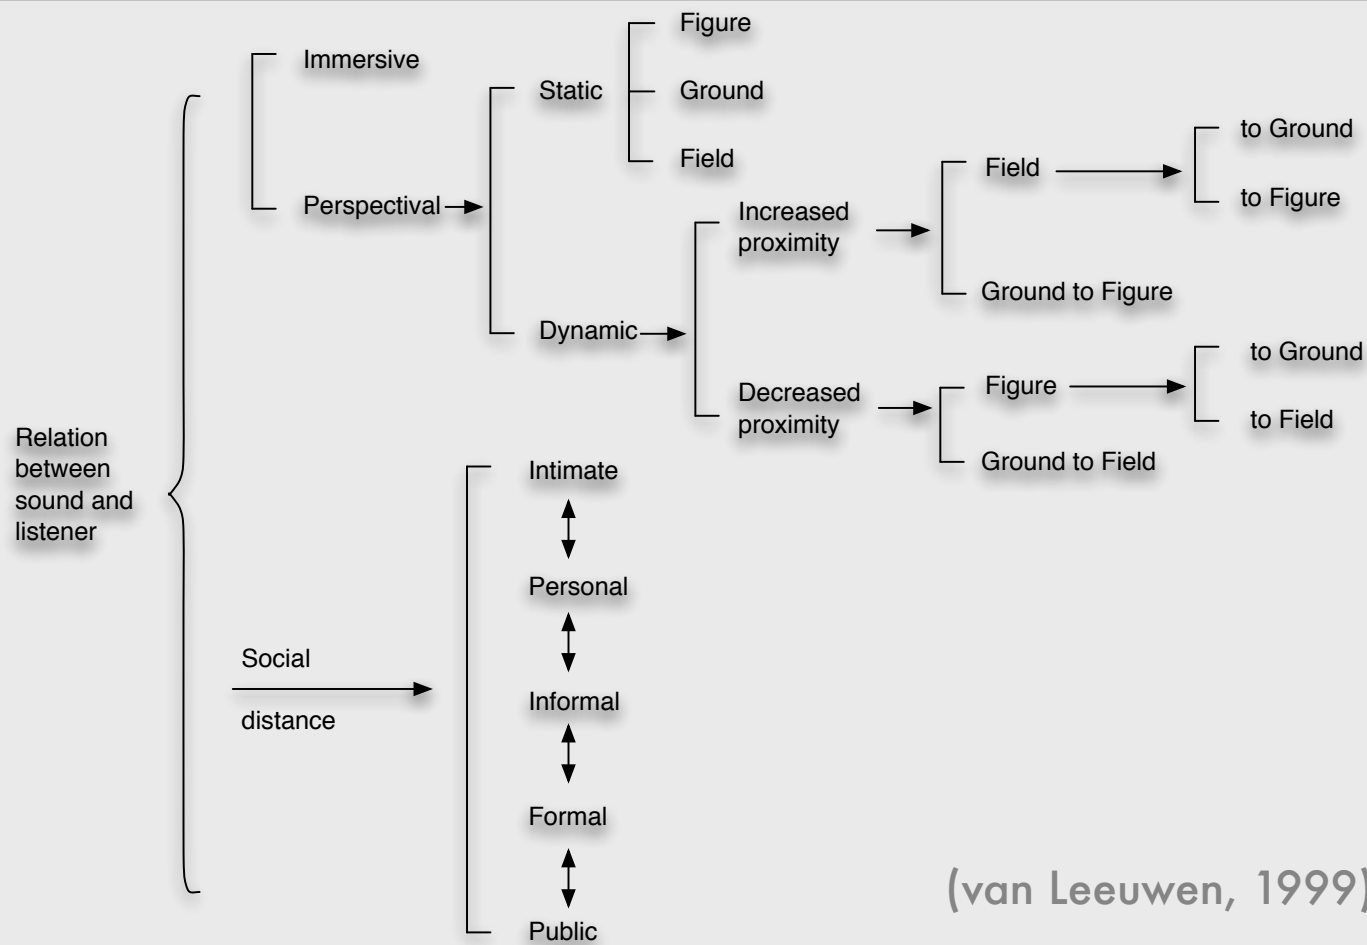 Relation
between
sound and
listener
Immersive
Perspectival
Static
Figure
Ground
Field
Dynamic
Increased
proximity
Field
to Ground
to Figure
Ground to Figure
Decreased
proximity
Figure
to Ground
to Field
Ground to Field
Social
distance
Intimate
Personal
Informal
Formal
Public
(van Leeuwen, 1999)